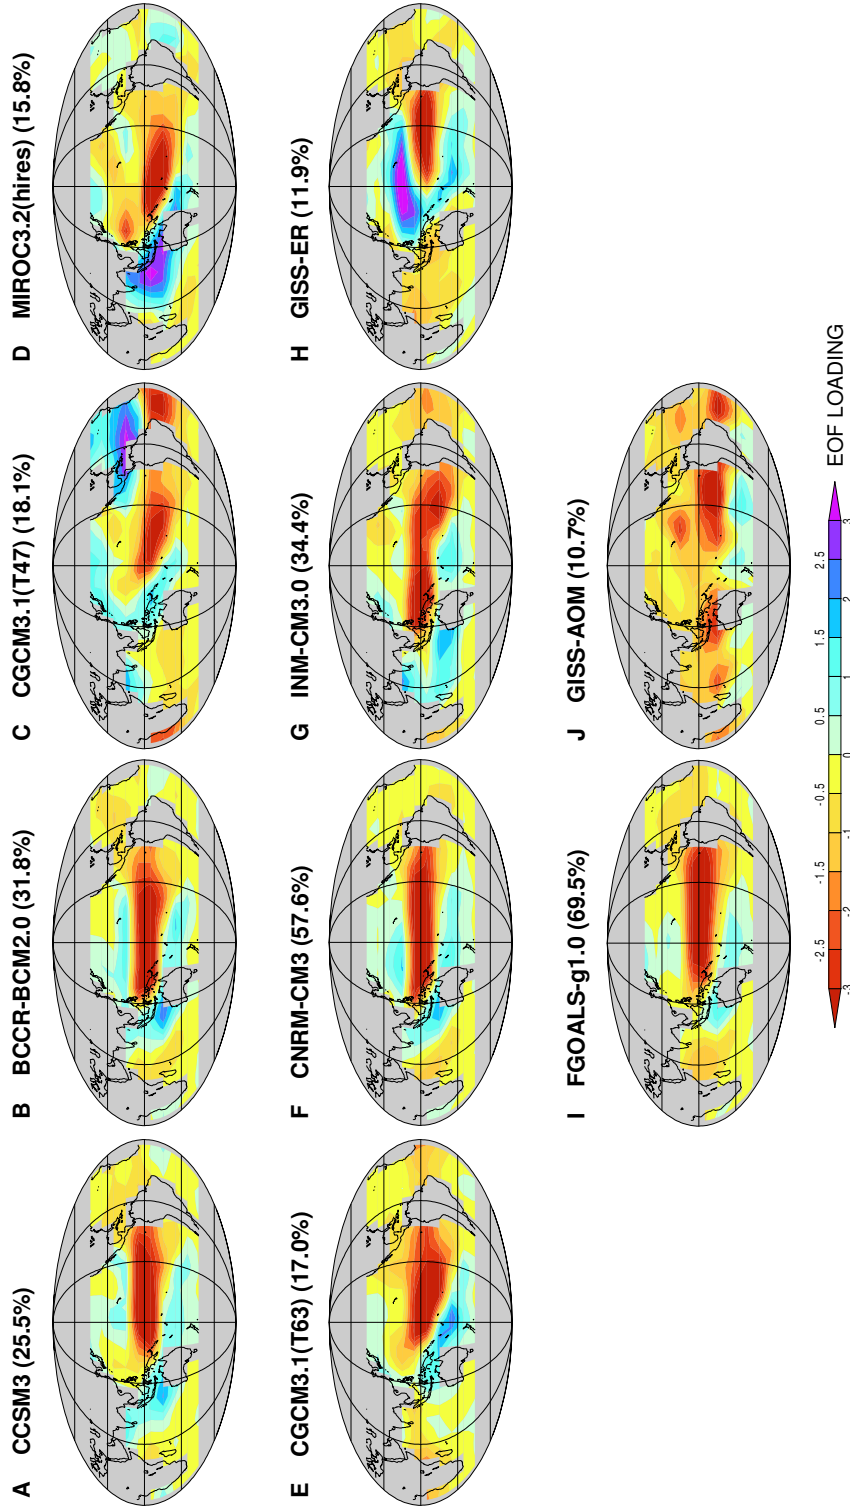 A CCSM3 (25.5%)
B BCCR-BCM2.0 (31.8%)
C CGCM3.1(T47) (18.1%)
D MIROC3.2(hires) (15.8%)
E CGCM3.1(T63) (17.0%)
F CNRM-CM3 (57.6%)
G INM-CM3.0 (34.4%)
H GISS-ER (11.9%)
I FGOALS-g1.0 (69.5%)
J GISS-AOM (10.7%)
-3 -2.5 -2 -1.5 -1 -0.5 0 0.5 1 1.5 2 2.5 3
EOF LOADING